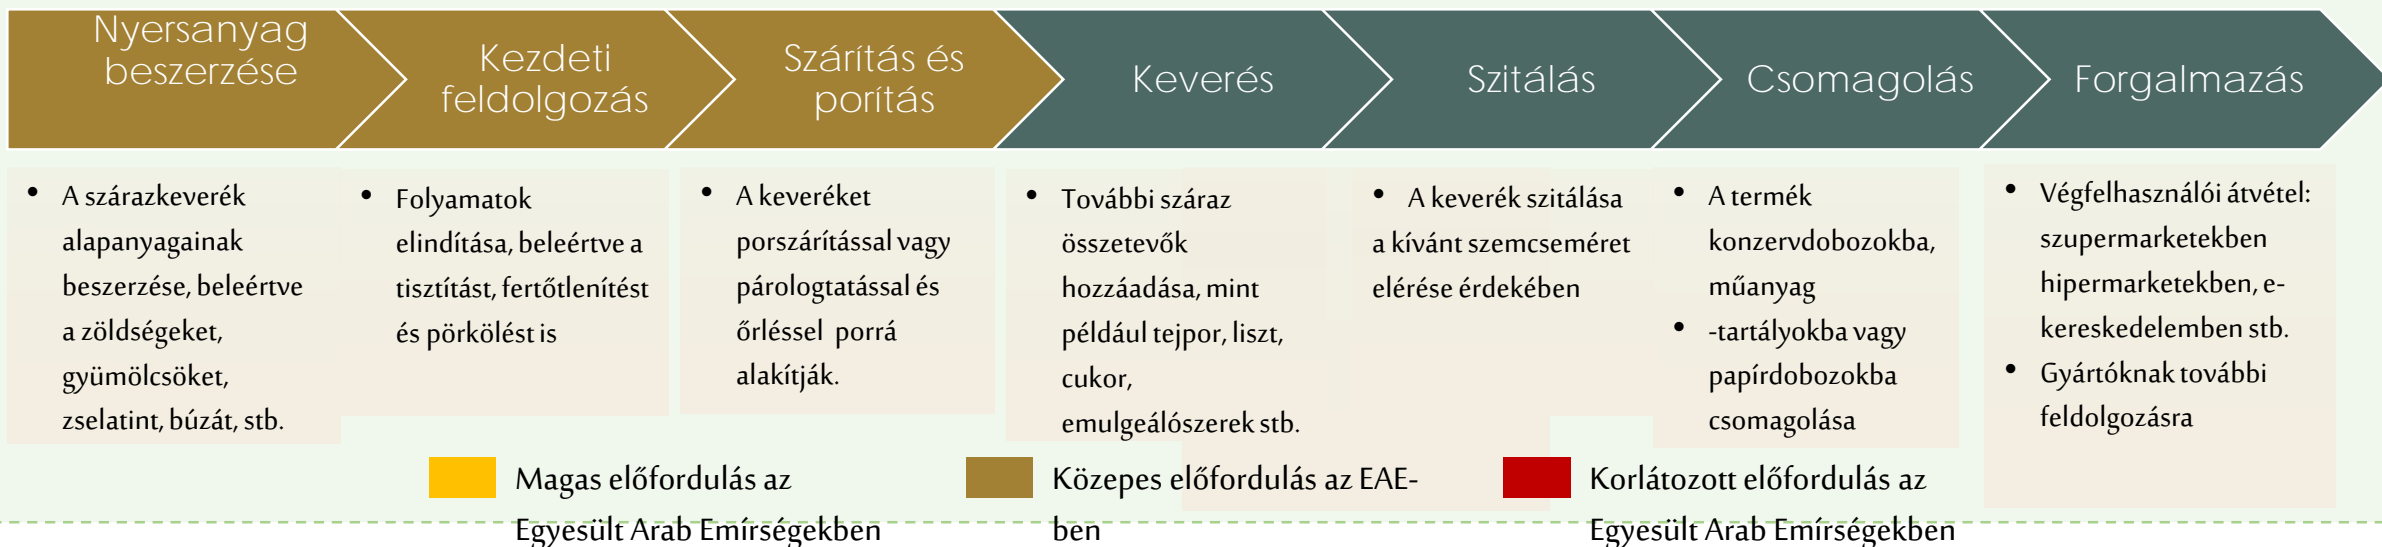 Nyersanyag
beszerzése
Kezdeti
feldolgozás
Szárítás és
porítás
Keverés
Szitálás
Csomagolás
Forgalmazás
• A szárazkeverék
alapanyagainak
beszerzése, beleértve
a zöldségeket,
gyümölcsöket,
zselatint, búzát, stb.
• Folyamatok
elindítása, beleértve a
tisztítást, fertőtlenítést
és pörkölést is
• A keveréket
porszárítással vagy
párologtatással és
őrléssel porrá
alakítják.
• További száraz
összetevők
hozzáadása, mint
például tejpor, liszt,
cukor,
emulgeálószerek stb.
• A keverék szitálása
a kívánt szemcseméret
elérése érdekében
• A termék
konzervdobozokba,
műanyag
• -tartályokba vagy
papírdobozokba
csomagolása
• Végfelhasználói átvétel:
szupermarketekben
hipermarketekben, e-
kereskedelemben stb.
• Gyártóknak további
feldolgozásra
Magas előfordulás az
Egyesült Arab Emírségekben
Közepes előfordulás az EAE-
ben
Korlátozott előfordulás az
Egyesült Arab Emírségekben